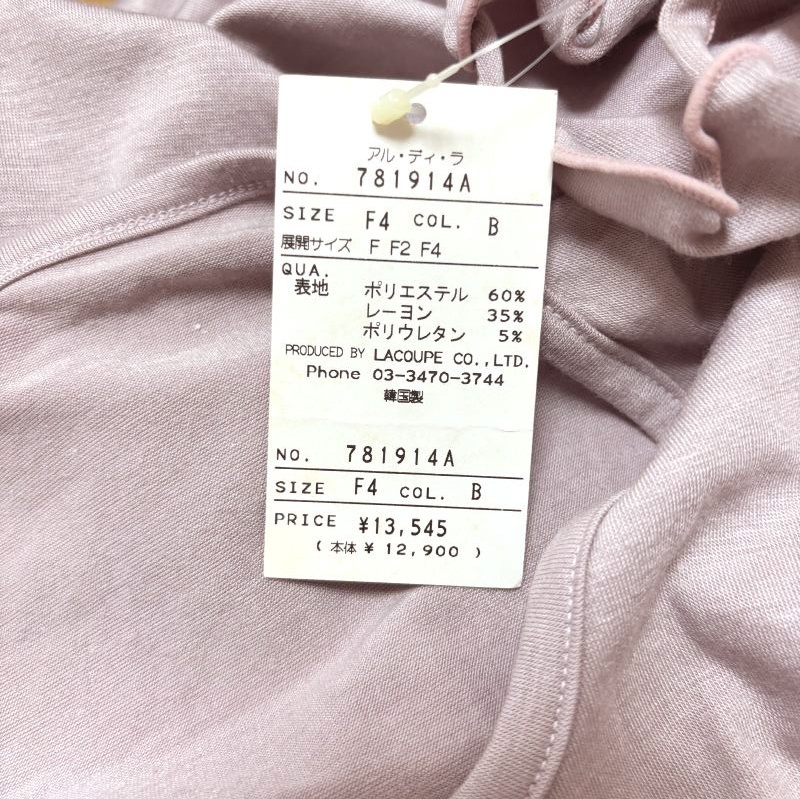 アル・ディ・ラ
NO. 781914A
SIZE F4 COL. B
展開サイズ F F2 F4
QUA.
表地 ポリエステル 60%
レーヨン 35%
ポリウレタン 5%
PRODUCED BY LACOUPE CO.,LTD.
Phone 03-3470-3744
韓国製
NO. 781914A
SIZE F4 COL. B
PRICE ¥13,545
(本体 ¥ 12,900 )